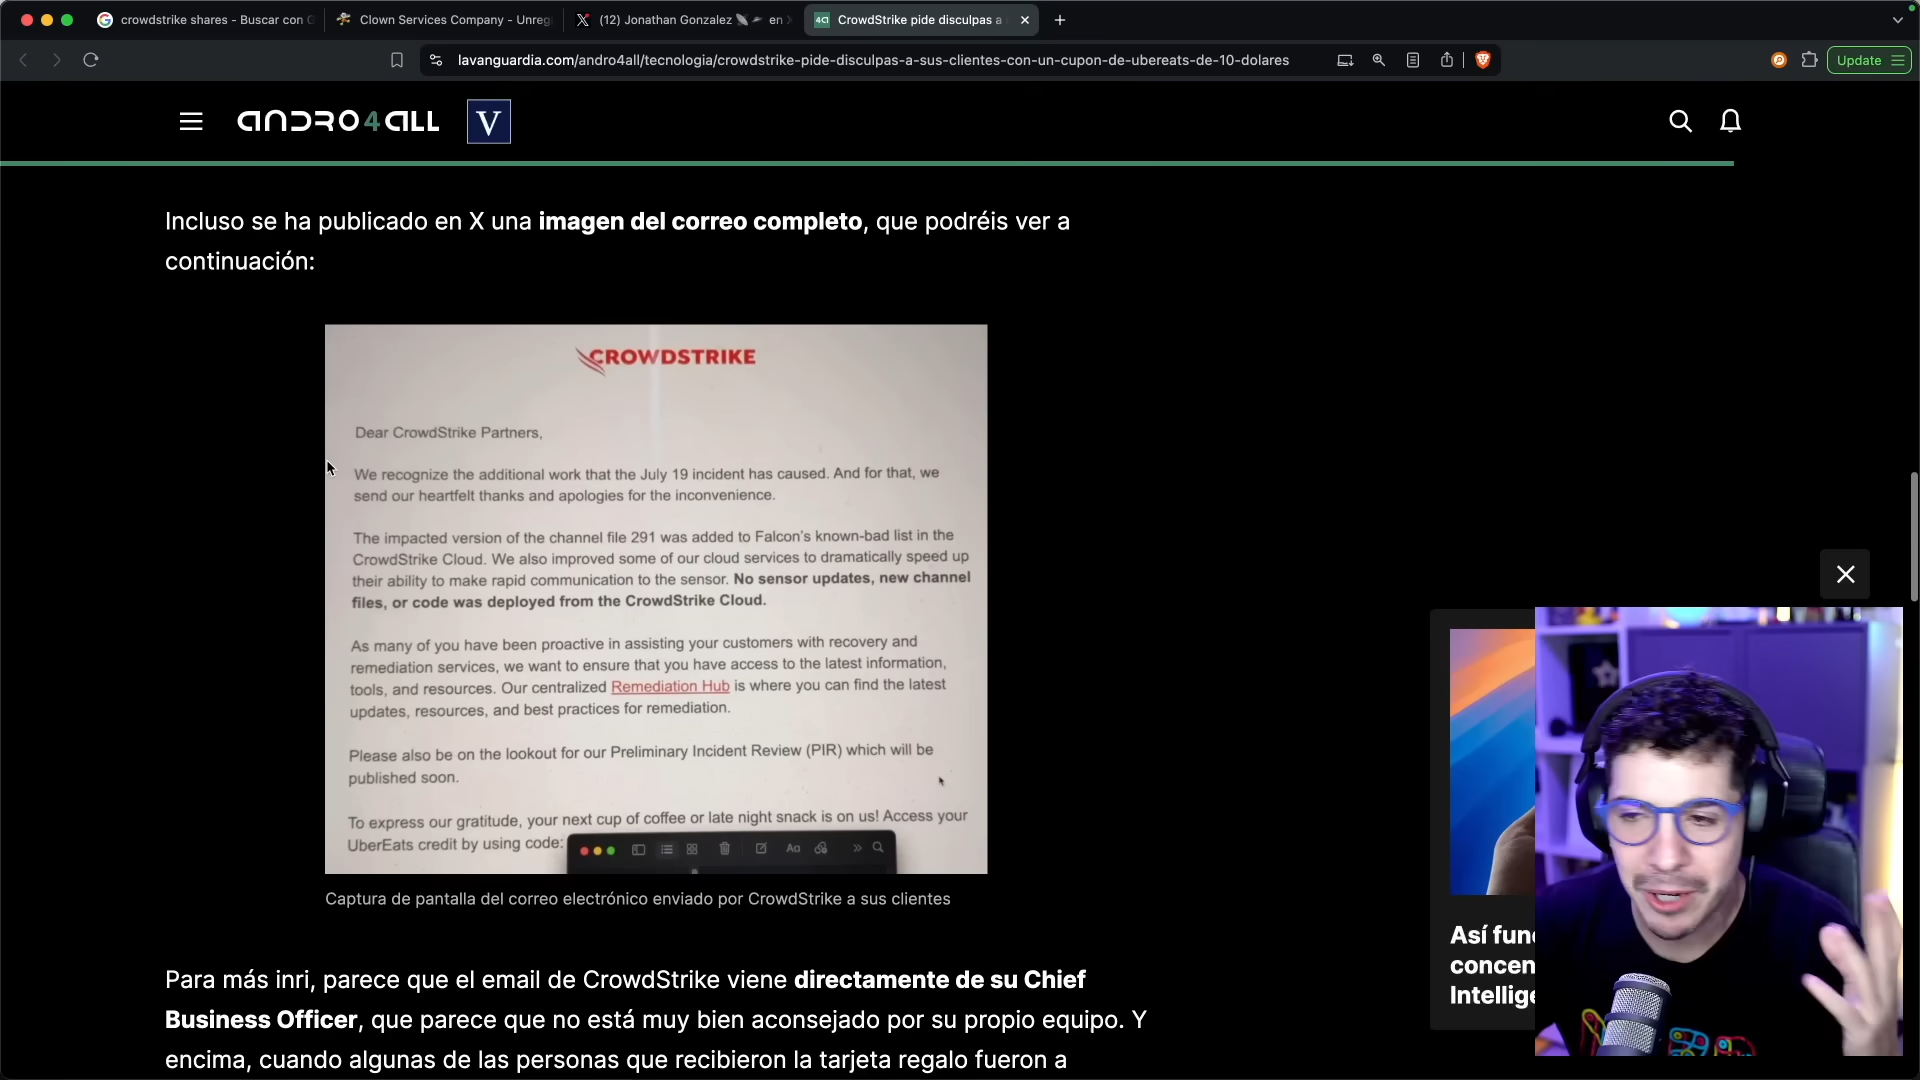 crowdstrike shares - Buscar con G
Clown Services Company - Unreg
(12) Jonathan Gonzalez
en X
CrowdStrike pide disculpas a
lavanguardia.com/andro4all/tecnologia/crowdstrike-pide-disculpas-a-sus-clientes-con-un-cupon-de-ubereats-de-10-dolares
Update
ANDRO4ALL
V
Incluso se ha publicado en X una imagen del correo completo, que podréis ver a
continuación:
CROWDSTRIKE
Dear CrowdStrike Partners,
We recognize the additional work that the July 19 incident has caused. And for that, we
send our heartfelt thanks and apologies for the inconvenience.
The impacted version of the channel file 291 was added to Falcon's known-bad list in the
CrowdStrike Cloud. We also improved some of our cloud services to dramatically speed up
their ability to make rapid communication to the sensor. No sensor updates, new channel
files, or code was deployed from the CrowdStrike Cloud.
As many of you have been proactive in assisting your customers with recovery and
remediation services, we want to ensure that you have access to the latest information,
tools, and resources. Our centralized Remediation Hub is where you can find the latest
updates, resources, and best practices for remediation.
Please also be on the lookout for our Preliminary Incident Review (PIR) which will be
published soon.
To express our gratitude, your next cup of coffee or late night snack is on us! Access your
UberEats credit by using code:
Aa
Captura de pantalla del correo electrónico enviado por CrowdStrike a sus clientes
Para más inri, parece que el email de CrowdStrike viene directamente de su Chief
Business Officer, que parece que no está muy bien aconsejado por su propio equipo. Y
encima, cuando algunas de las personas que recibieron la tarjeta regalo fueron a
Así fun
concen
Intelige